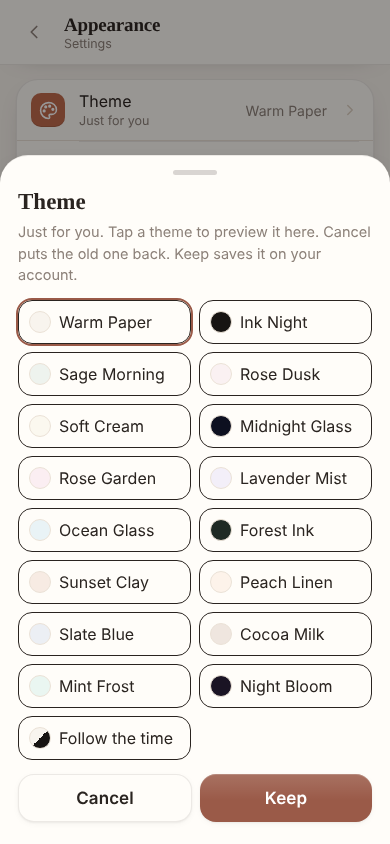 Appearance
Settings
Theme
Just for you
Warm Paper
Theme
Just for you. Tap a theme to preview it here. Cancel
puts the old one back. Keep saves it on your
account.
Warm Paper
Ink Night
Sage Morning
Rose Dusk
Soft Cream
Midnight Glass
Rose Garden
Lavender Mist
Ocean Glass
Forest Ink
Sunset Clay
Peach Linen
Slate Blue
Cocoa Milk
Mint Frost
Night Bloom
Follow the time
Cancel
Keep